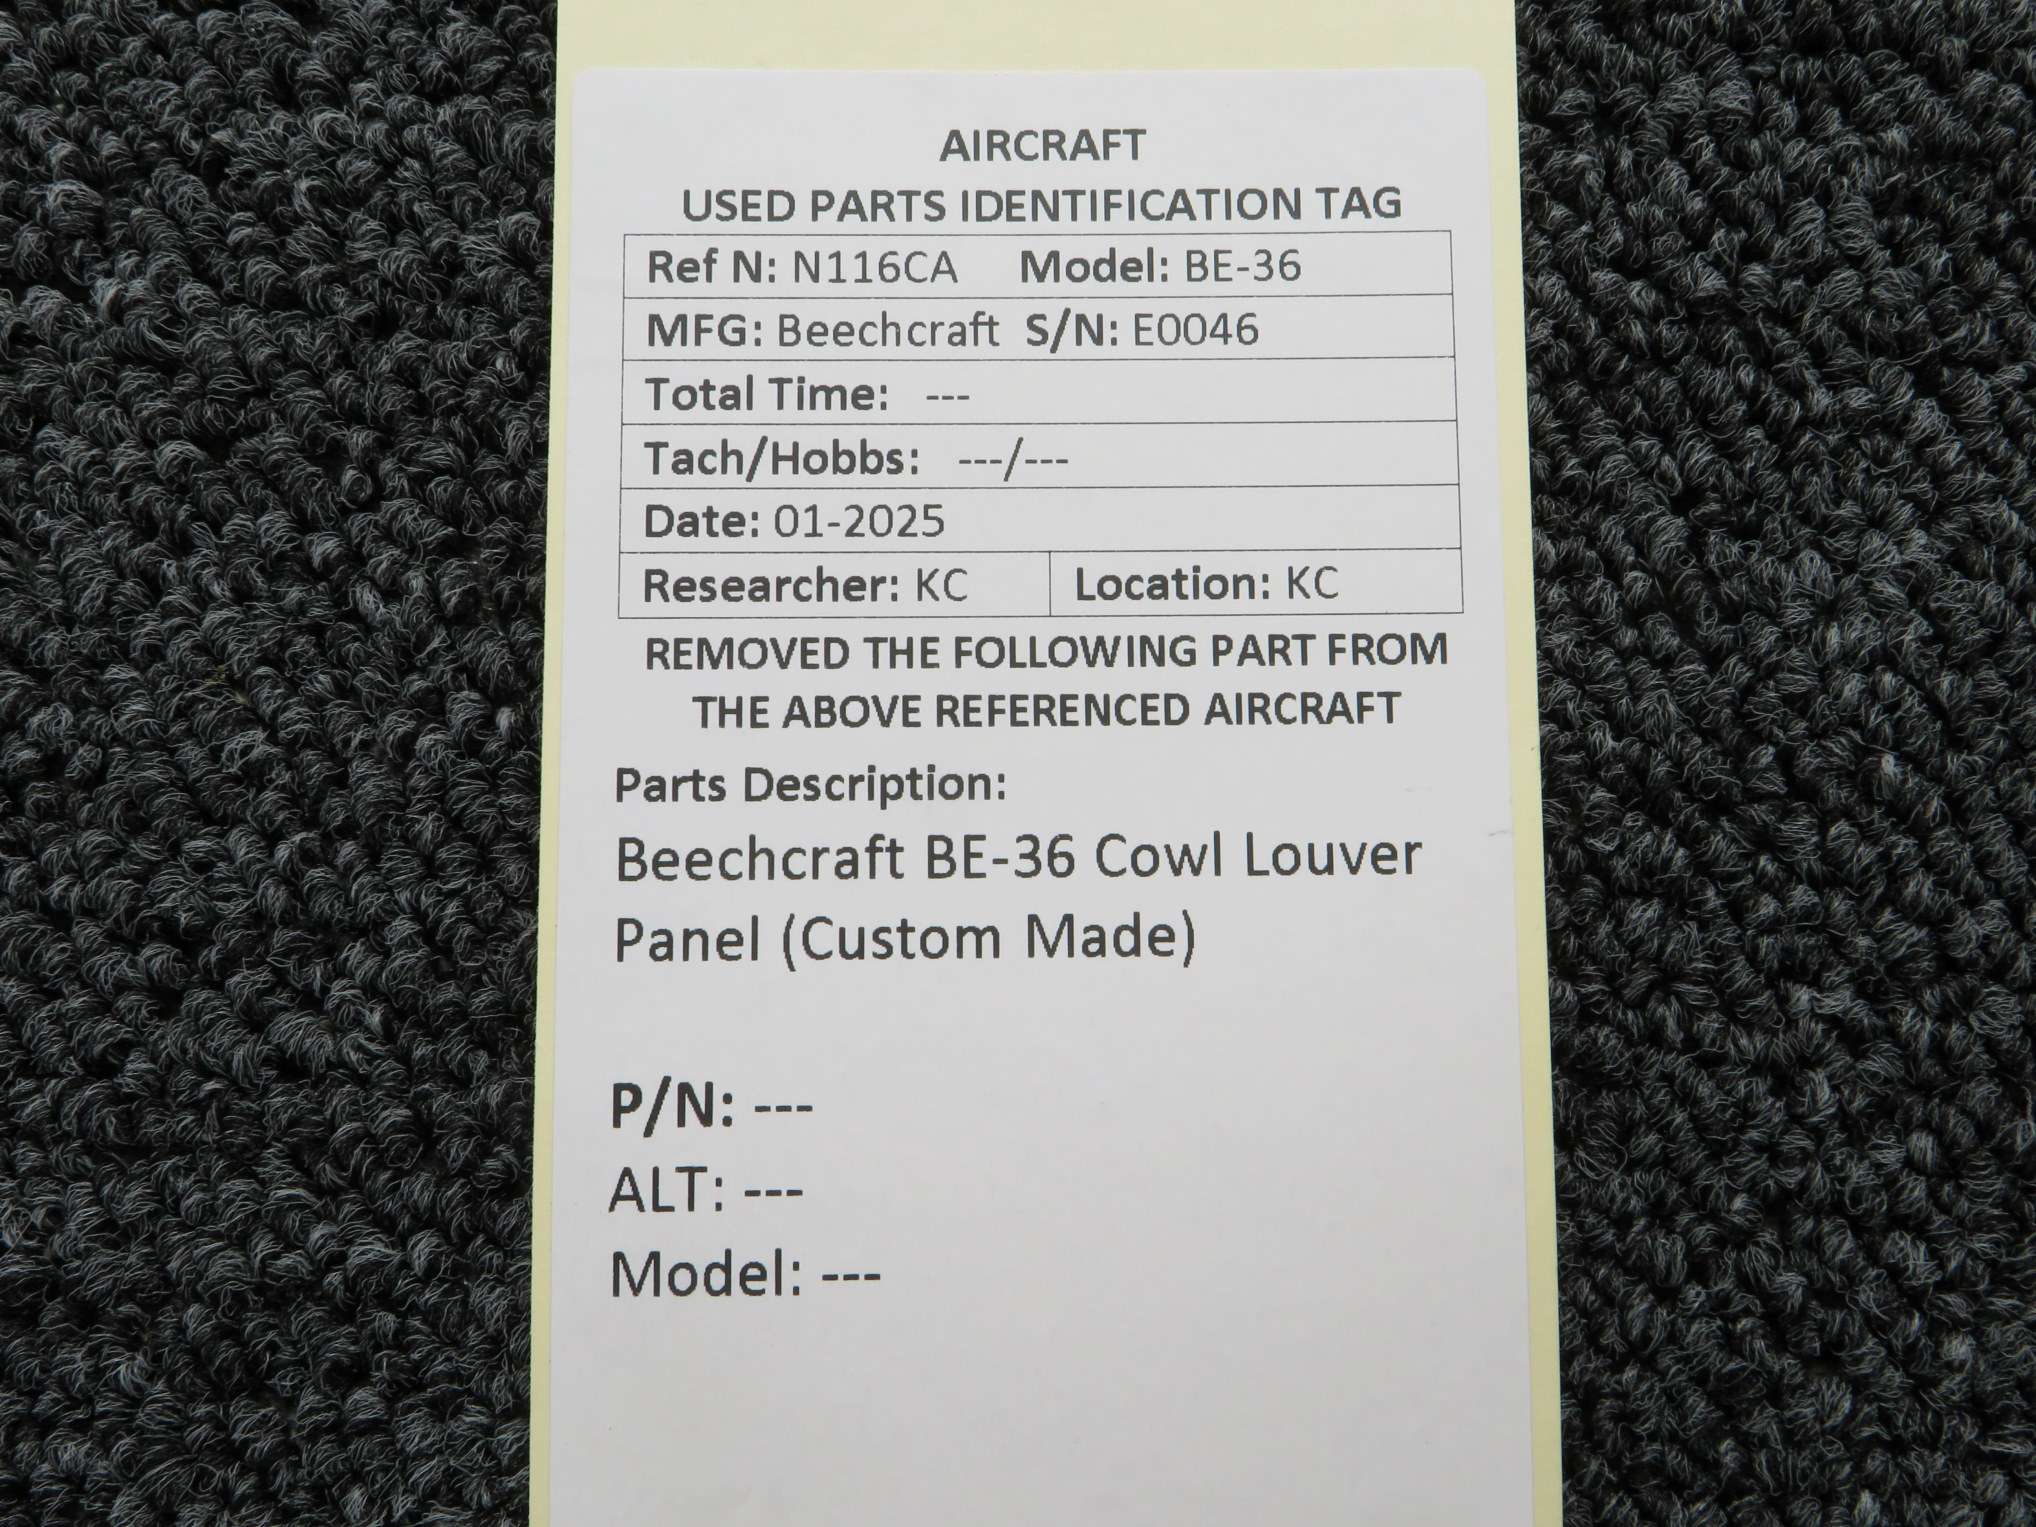 AIRCRAFT
USED PARTS IDENTIFICATION TAG
Ref N: N116CA Model: BE-36
MFG: Beechcraft S/N: E0046
Total Time: ---
Tach/Hobbs: ---/---
Date: 01-2025
Researcher: KC Location: KC
REMOVED THE FOLLOWING PART FROM
THE ABOVE REFERENCED AIRCRAFT
Parts Description:
Beechcraft BE-36 Cowl Louver
Panel (Custom Made)
P/N: ---
ALT: ---
Model: ---